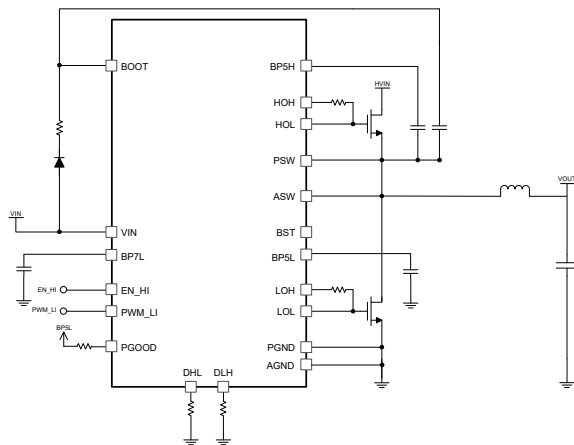 BOOT
BP5H
HVIN
HOH
HOL
PSW
VOUT
ASW
VIN
VIN
BST
BP7L
BP5L
EN_HI
EN_HI
LOH
PWM_LI
PWM_LI
LOL
BP5L
PGOOD
PGND
AGND
DHL
DLH